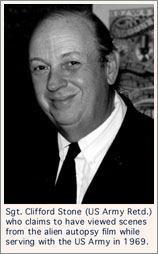 Sgt. Clifford Stone (US Army Retd.)
who claims to have viewed scenes
from the alien autopsy film while
serving with the US Army in 1969.